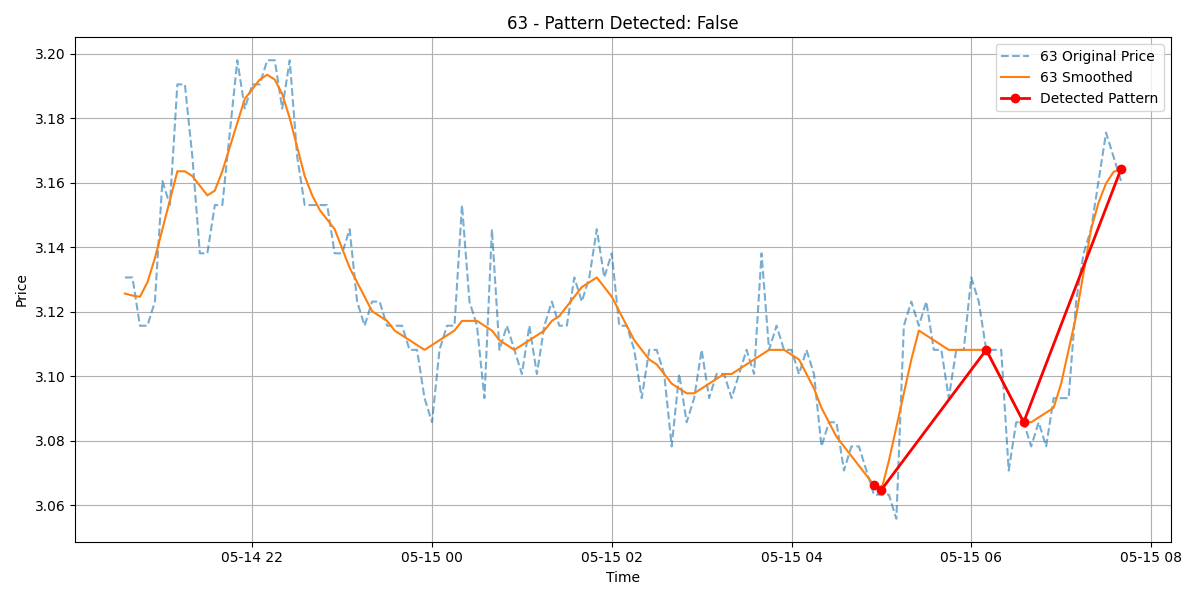 63 - Pattern Detected: False
63 Original Price
63 Smoothed
Detected Pattern
Price
3.20
3.18
3.16
3.14
3.12
3.10
3.08
3.06
05-14 22
05-15 00
05-15 02
05-15 04
05-15 06
05-15 08
Time